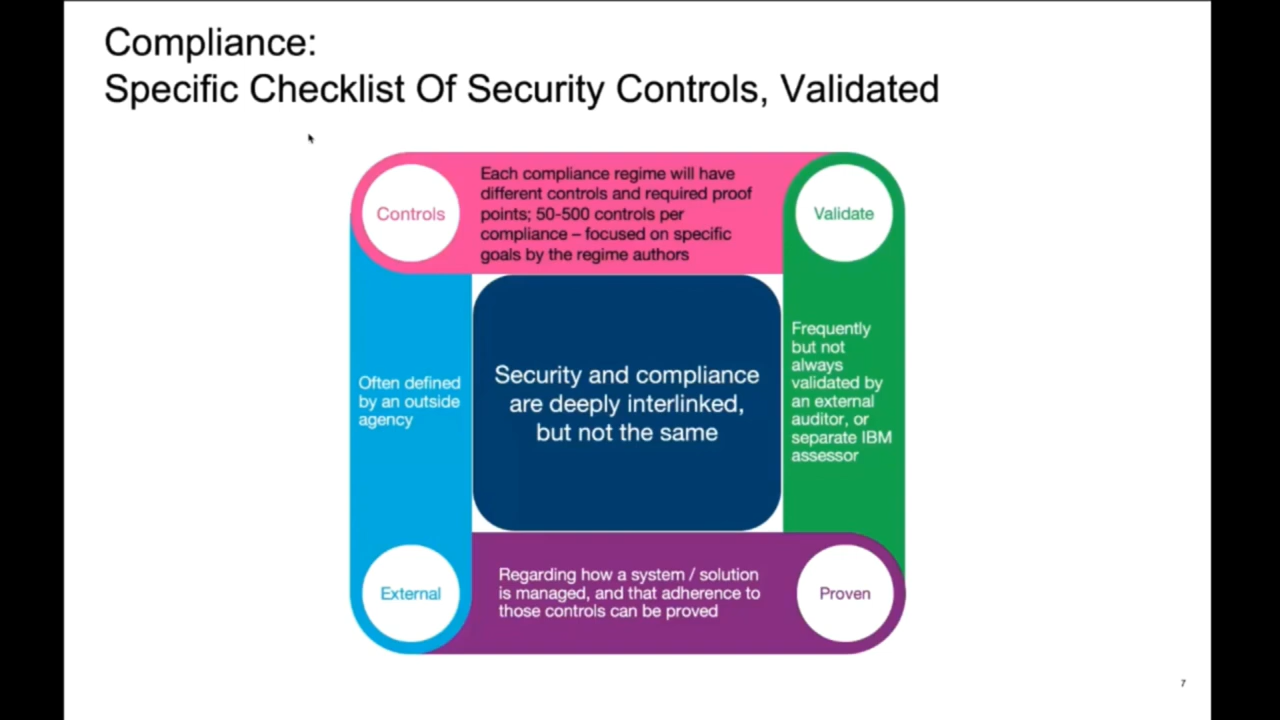 Compliance:
Specific Checklist Of Security Controls, Validated
Controls
Each compliance regime will have
different controls and required proof
points; 50-500 controls per
compliance – focused on specific
goals by the regime authors
Validate
Often defined
by an outside
agency
Security and compliance
are deeply interlinked,
but not the same
Frequently
but not
always
validated by
an external
auditor, or
separate IBM
assessor
External
Regarding how a system / solution
is managed, and that adherence to
those controls can be proved
Proven
7